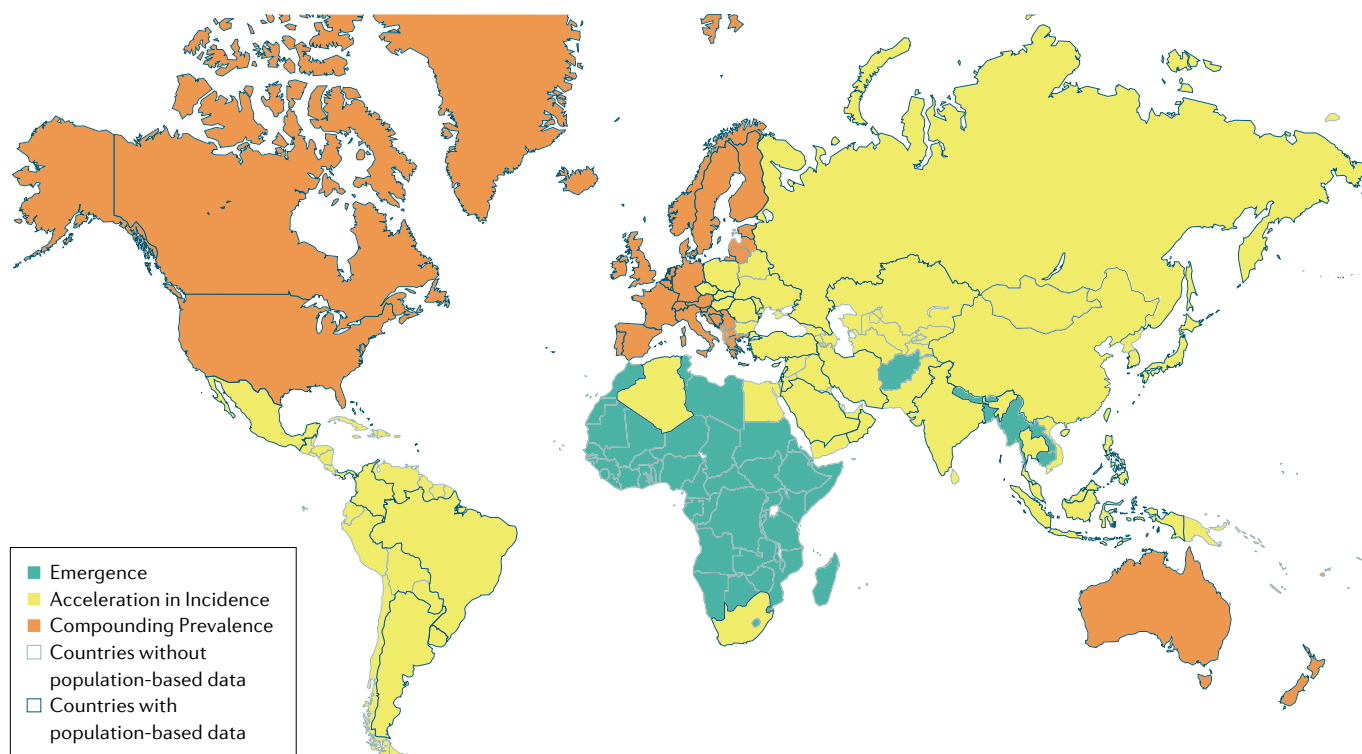 Emergence
Acceleration in Incidence
Compounding Prevalence
Countries without
population-based data
Countries with
population-based data